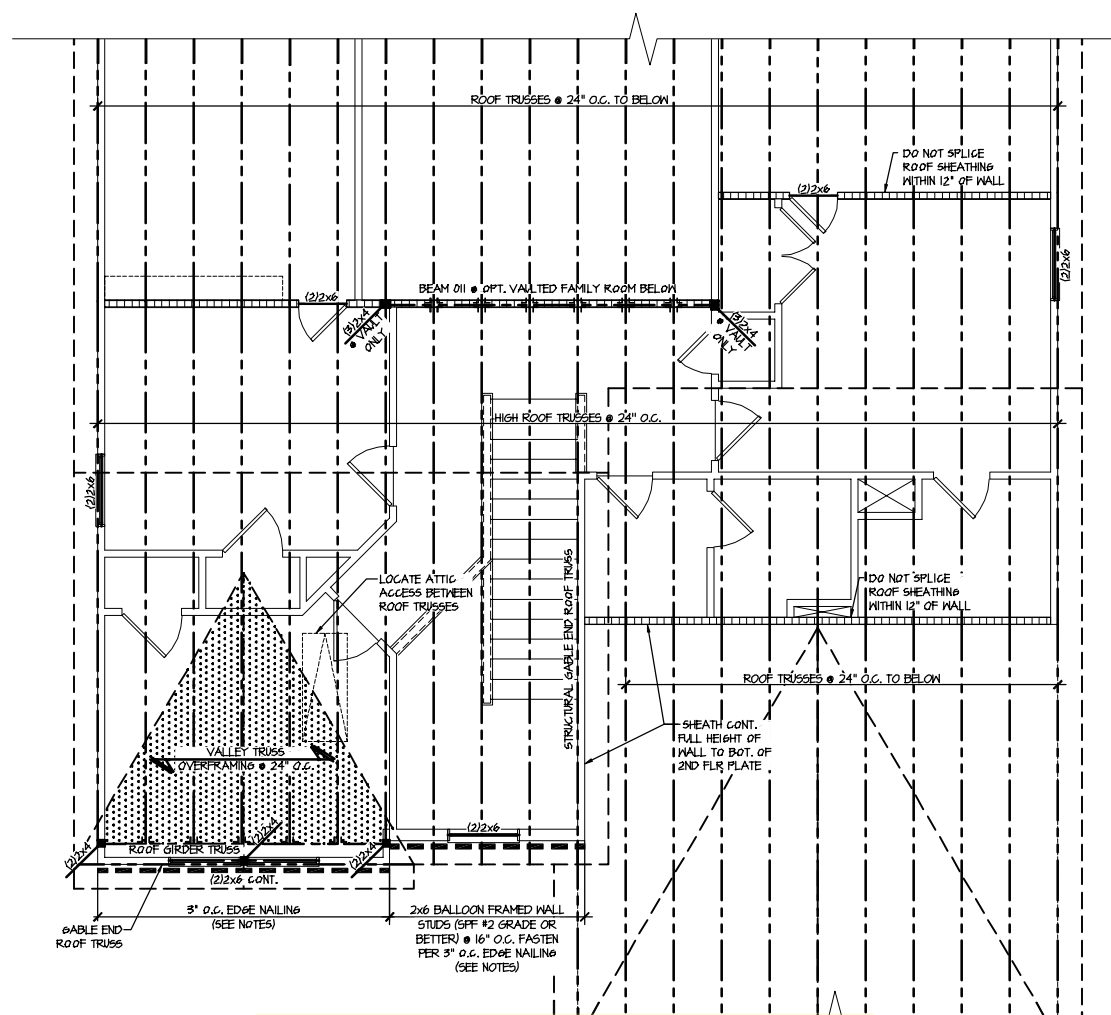 ROOF TRUSSES @ 24" O.C. TO BELOW
DO NOT SPLICE
ROOF SHEATHING
WITHIN 12" OF WALL
(2)2x6
(2)2x6
BEAM 011 @ OPT. VAULTED FAMILY ROOM BELOW
(2)2x6
(3)2x4
@ VAULT
ONLY
(3)2x4
@ VAULT
ONLY
HIGH ROOF TRUSSES @ 24" O.C.
(2)2x6
LOCATE ATTIC
ACCESS BETWEEN
ROOF TRUSSES
STRUCTURAL GABLE END ROOF TRUSS
DO NOT SPLICE
ROOF SHEATHING
WITHIN 12" OF WALL
ROOF TRUSSES @ 24" O.C. TO BELOW
SHEATH CONT.
FULL HEIGHT OF
WALL TO BOT. OF
2ND FLR PLATE
VALLEY TRUSS
OVERFRAMING @ 24" O.C.
(2)2x6
(2)2x4
ROOF GIRDER TRUSS
(2)2x4
(2)2x4
(2)2x6 CONT.
3" O.C. EDGE NAILING
(SEE NOTES)
GABLE END
ROOF TRUSS
2x6 BALLOON FRAMED WALL
STUDS (SPF #2 GRADE OR
BETTER) @ 16" O.C. FASTEN
PER 3" O.C. EDGE NAILING
(SEE NOTES)